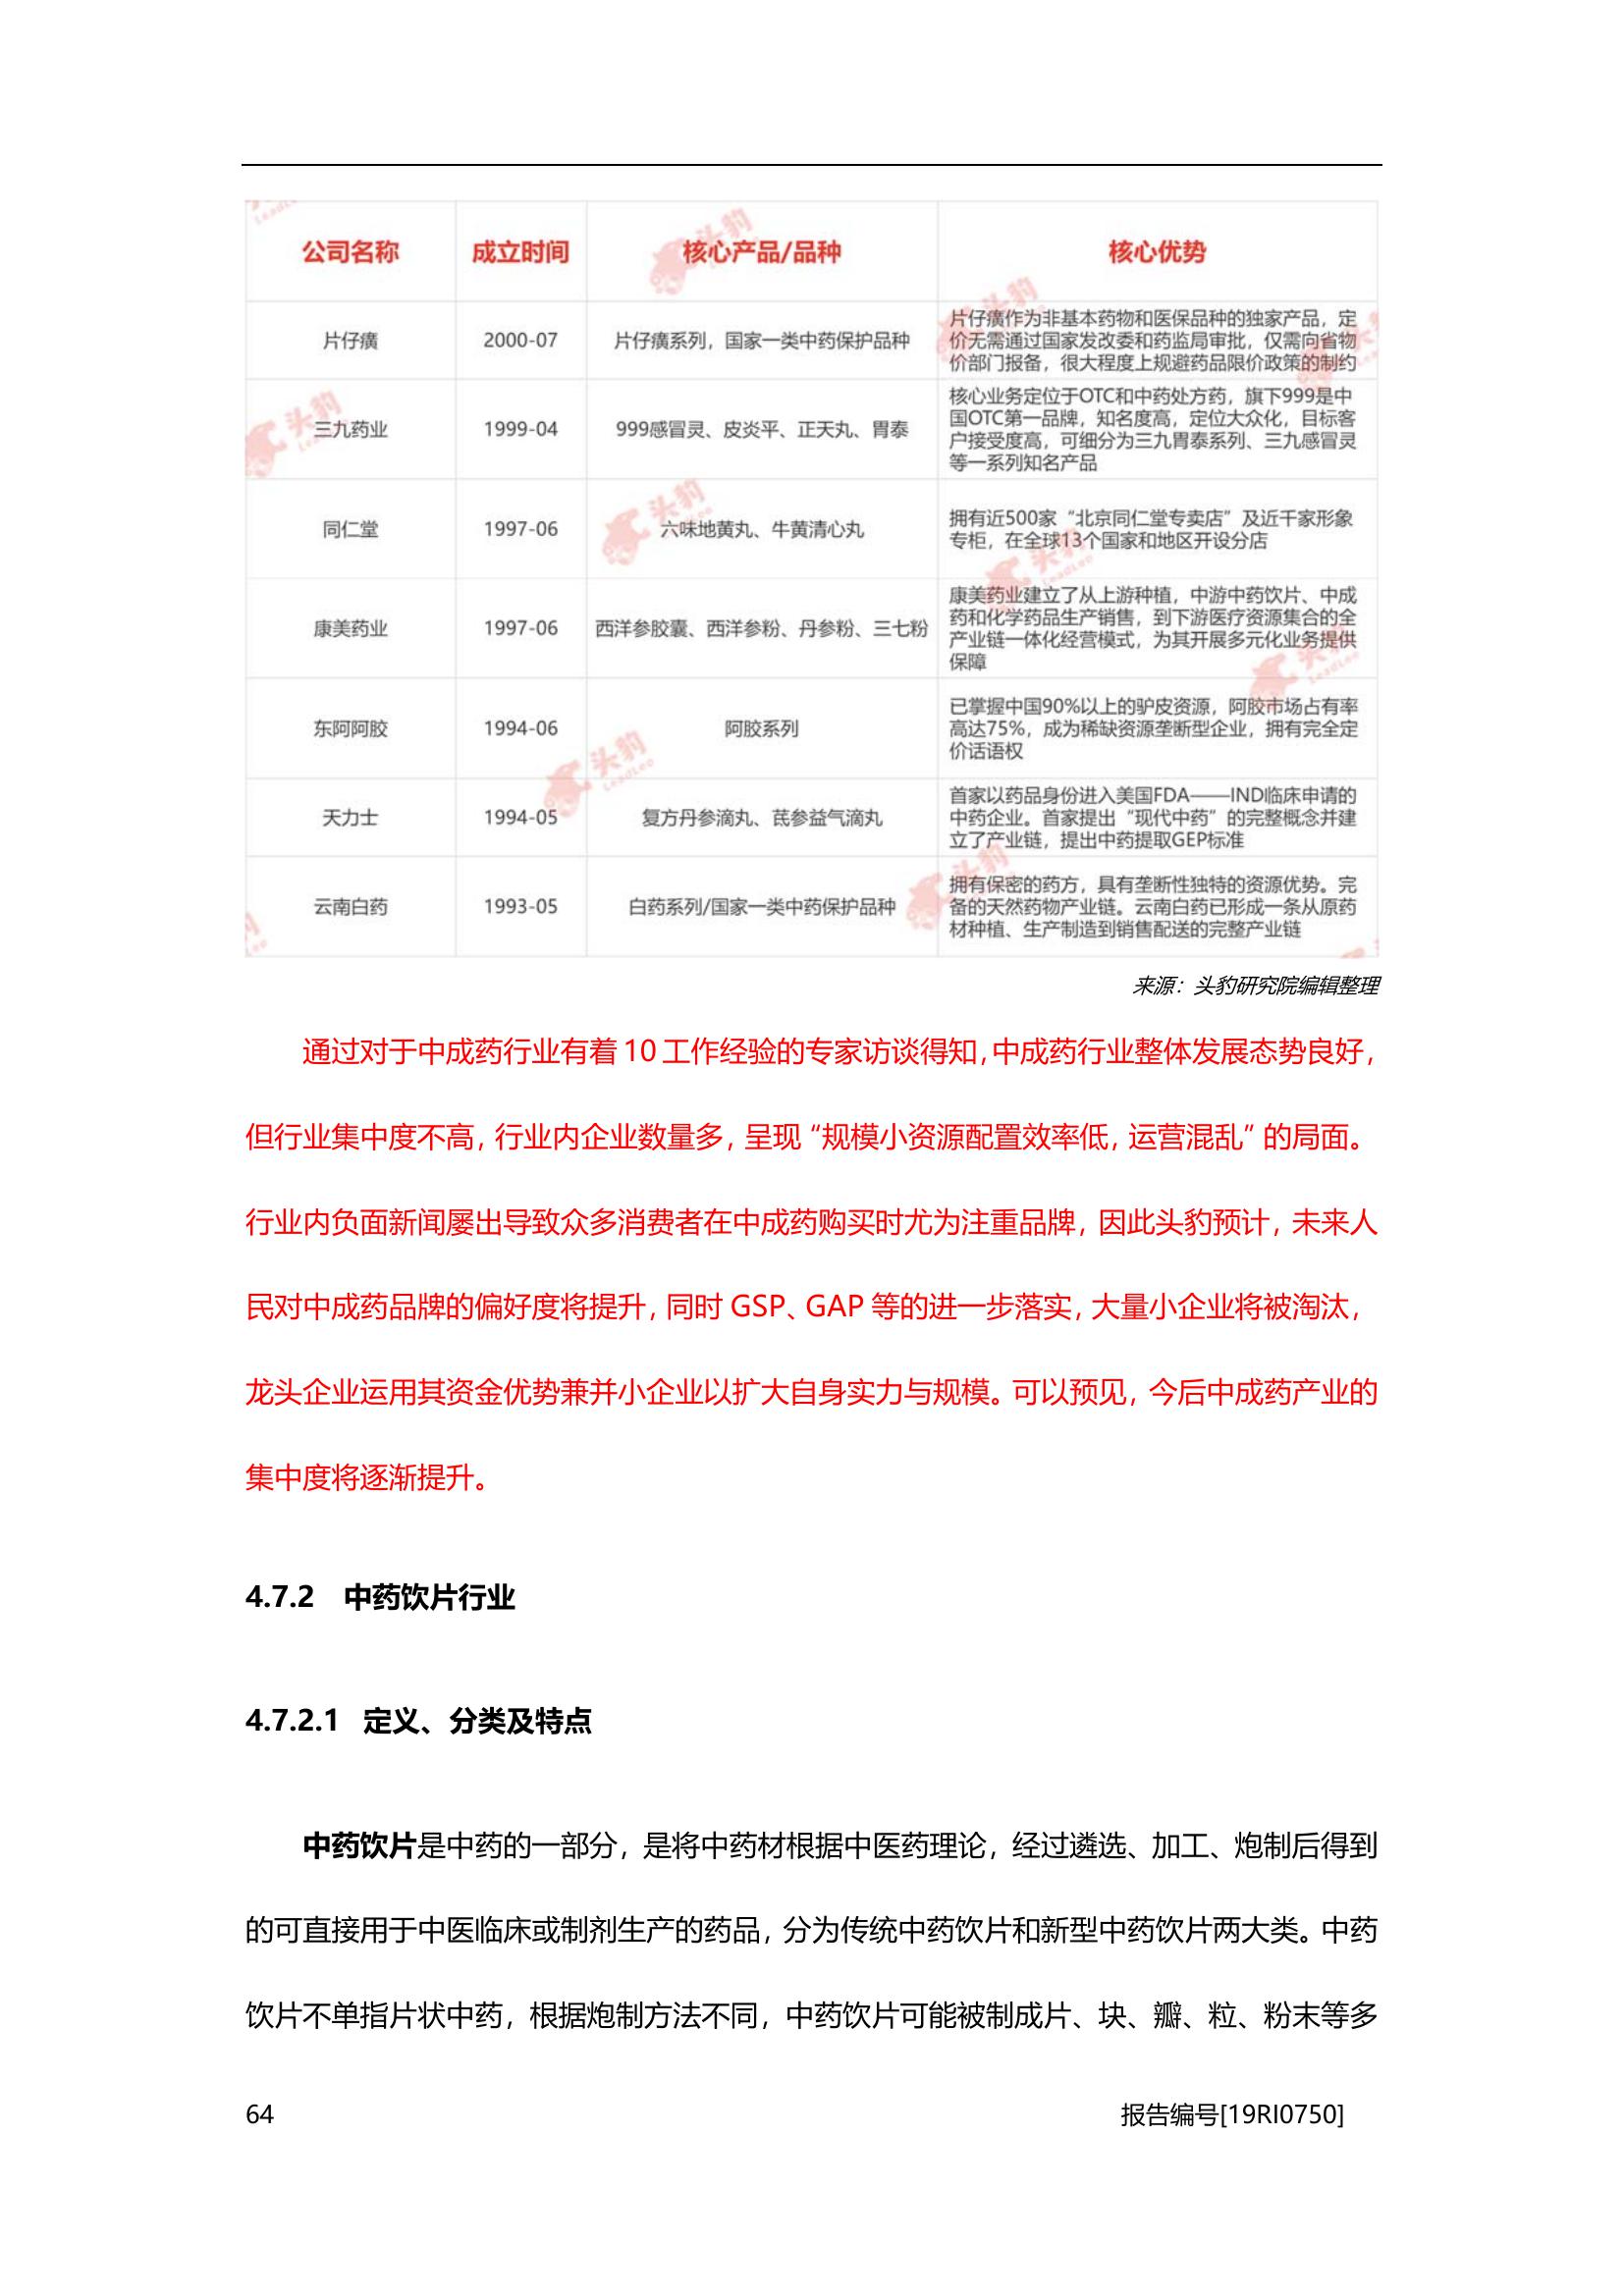 公司名称 成立时间 核心产品/品种 核心优势
片仔癀 2000-07 片仔癀系列，国家一类中药保护品种
片仔癀作为非基本药物和医保品种的独家产品，定
价无需通过国家发改委和药监局审批，仅需向省物
价部门报备，很大程度上规避药品限价政策的制约
三九药业 1999-04 999感冒灵、皮炎平、正天丸、胃泰
核心业务定位于OTC和中药处方药，旗下999是中
国OTC第一品牌，知名度高，定位大众化，目标客
户接受度高，可细分为三九胃泰系列、三九感冒灵
等一系列知名产品
同仁堂 1997-06 六味地黄丸、牛黄清心丸
拥有近500家“北京同仁堂专卖店”及近千家形象
专柜，在全球13个国家和地区开设分店
康美药业 1997-06 西洋参胶囊、西洋参粉、丹参粉、三七粉
康美药业建立了从上游种植，中游中药饮片、中成
药和化学药品生产销售，到下游医疗资源集合的全
产业链一体化经营模式，为其开展多元化业务提供
保障
东阿阿胶 1994-06 阿胶系列
已掌握中国90%以上的驴皮资源，阿胶市场占有率
高达75%，成为稀缺资源垄断型企业，拥有完全定
价话语权
天力士 1994-05 复方丹参滴丸、芪参益气滴丸
首家以药品身份进入美国FDA——IND临床申请的
中药企业。首家提出“现代中药”的完整概念并建
立了产业链，提出中药提取GEP标准
云南白药 1993-05 白药系列/国家一类中药保护品种
拥有保密的药方，具有垄断性独特的资源优势。完
备的天然药物产业链。云南白药已形成一条从原药
材种植、生产制造到销售配送的完整产业链
来源：头豹研究院编辑整理
通过对于中成药行业有着 10 工作经验的专家访谈得知，中成药行业整体发展态势良好，
但行业集中度不高，行业内企业数量多，呈现“规模小资源配置效率低，运营混乱”的局面。
行业内负面新闻屡出导致众多消费者在中成药购买时尤为注重品牌，因此头豹预计，未来人
民对中成药品牌的偏好度将提升，同时 GSP、GAP 等的进一步落实，大量小企业将被淘汰，
龙头企业运用其资金优势兼并小企业以扩大自身实力与规模。可以预见，今后中成药产业的
集中度将逐渐提升。
4.7.2 中药饮片行业
4.7.2.1 定义、分类及特点
中药饮片是中药的一部分，是将中药材根据中医药理论，经过遴选、加工、炮制后得到
的可直接用于中医临床或制剂生产的药品，分为传统中药饮片和新型中药饮片两大类。中药
饮片不单指片状中药，根据炮制方法不同，中药饮片可能被制成片、块、瓣、粒、粉末等多
64 报告编号[19RI0750]